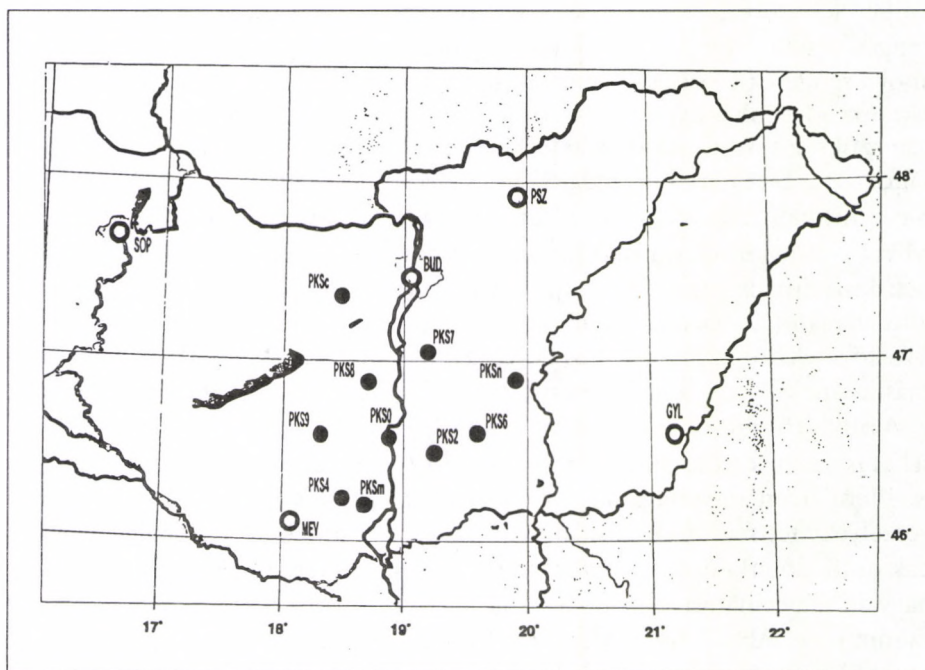 48°
PSZ
SOP
BUD
PKSc
PKS7
47°
PKS8
PKSn
PKS9
PKS0
PKS2
PKS6
GYL
PKS4
PKSm
MEY
46°
17°
18°
19°
20°
21°
22°